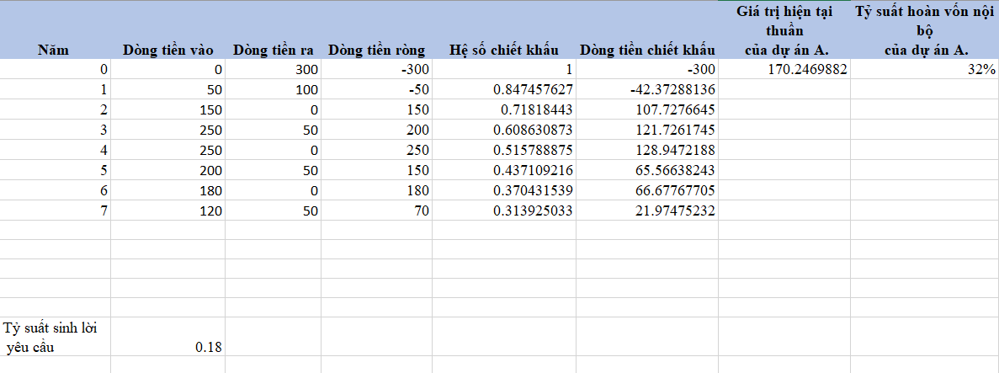 Năm Dòng tiền vào Dòng tiền ra Dòng tiền ròng Hệ số chiết khấu Dòng tiền chiết khấu Giá trị hiện tại thuần của dự án A. Tỷ suất hoàn vốn nội bộ của dự án A.
0 0 300 -300 1 -300 170.2469882 32%
1 50 100 -50 0.847457627 -42.37288136
2 150 0 150 0.71818443 107.7276645
3 250 50 200 0.608630873 121.7261745
4 250 0 250 0.515788875 128.9472188
5 200 50 150 0.437109216 65.56638243
6 180 0 180 0.370431539 66.67767705
7 120 50 70 0.313925033 21.97475232
Tỷ suất sinh lời
yêu cầu 0.18